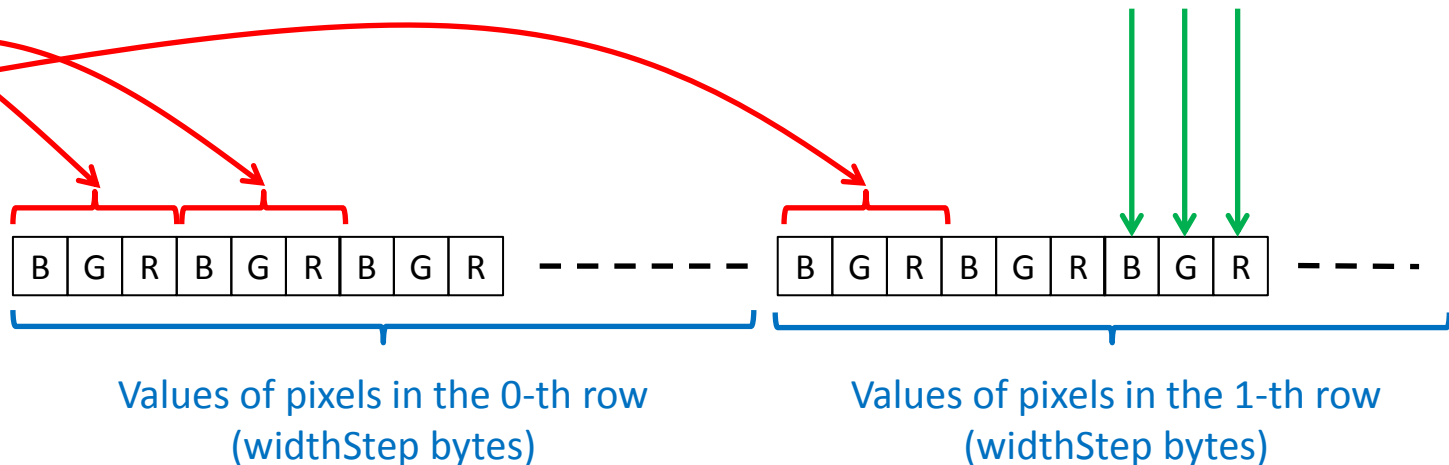 B G R B G R B G R B G R B G R B G R
Values of pixels in the 0-th row
(widthStep bytes)
Values of pixels in the 1-th row
(widthStep bytes)